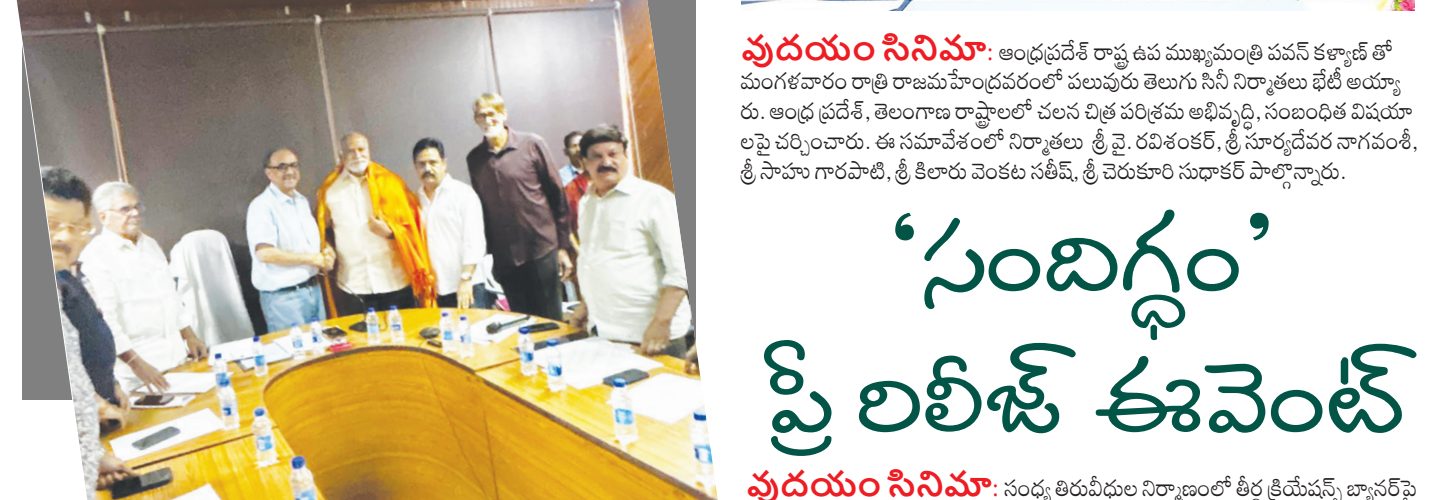 వుదయం సినిమా: ఆంధ్రప్రదేశ్ రాష్ట్ర ఉప ముఖ్యమంత్రి పవన్ కళ్యాణ్ తో
మంగళవారం రాత్రి రాజమహేంద్రవరంలో పలువురు తెలుగు సినీ నిర్మాతలు భేటీ అయ్యా
రు. ఆంధ్ర ప్రదేశ్, తెలంగాణ రాష్ట్రాలలో చలన చిత్ర పరిశ్రమ అభివృద్ధి, సంబంధిత విషయా
లపై చర్చించారు. ఈ సమావేశంలో నిర్మాతలు శ్రీ వై. రవిశంకర్, శ్రీ సూర్యదేవర నాగవంశీ,
శ్రీ సాహు గారపాటి, శ్రీ కిలారు వెంకట సతీష్, శ్రీ చెరుకూరి సుధాకర్ పాల్గొన్నారు.
‘సందిగ్ధం’
ప్రీ రిలీజ్ ఈవెంట్
వుదయం సినిమా: సంధ్య తిరువీధుల నిర్మాణంలో తీర్థ క్రియేషన్స్ బ్యానర్‌పై